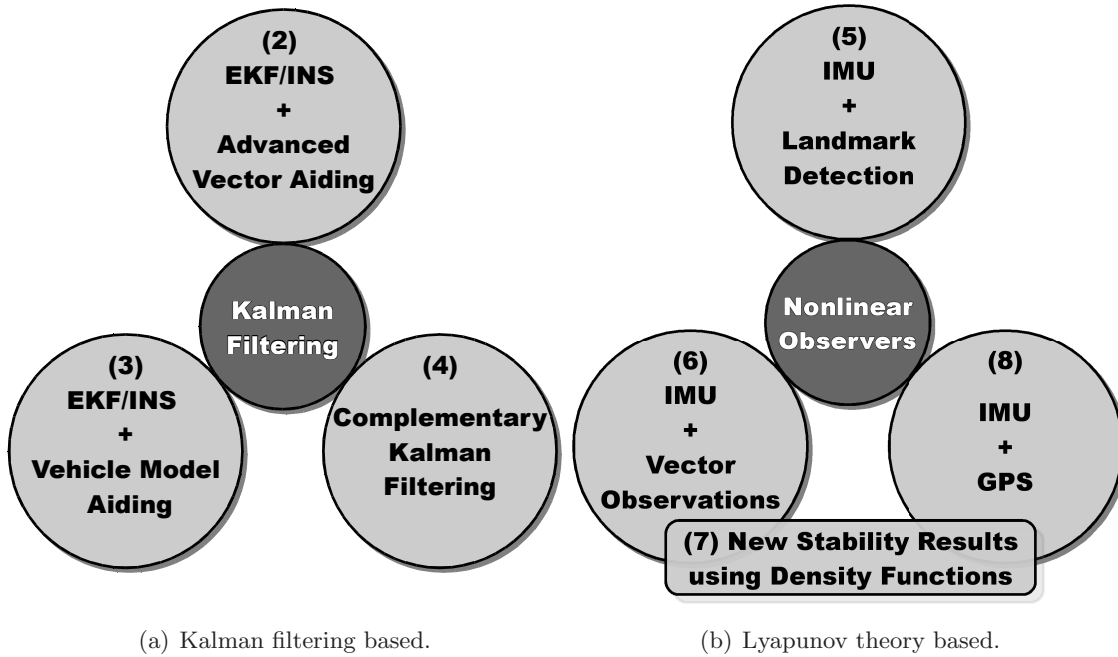 (2)
EKF/INS
+
Advanced
Vector Aiding
Kalman
Filtering
(3)
EKF/INS
+
Vehicle Model
Aiding
(4)
Complementary
Kalman
Filtering
(a) Kalman filtering based.
(5)
IMU
+
Landmark
Detection
Nonlinear
Observers
(6)
IMU
+
Vector
Observations
(8)
IMU
+
GPS
(7) New Stability Results
using Density Functions
(b) Lyapunov theory based.